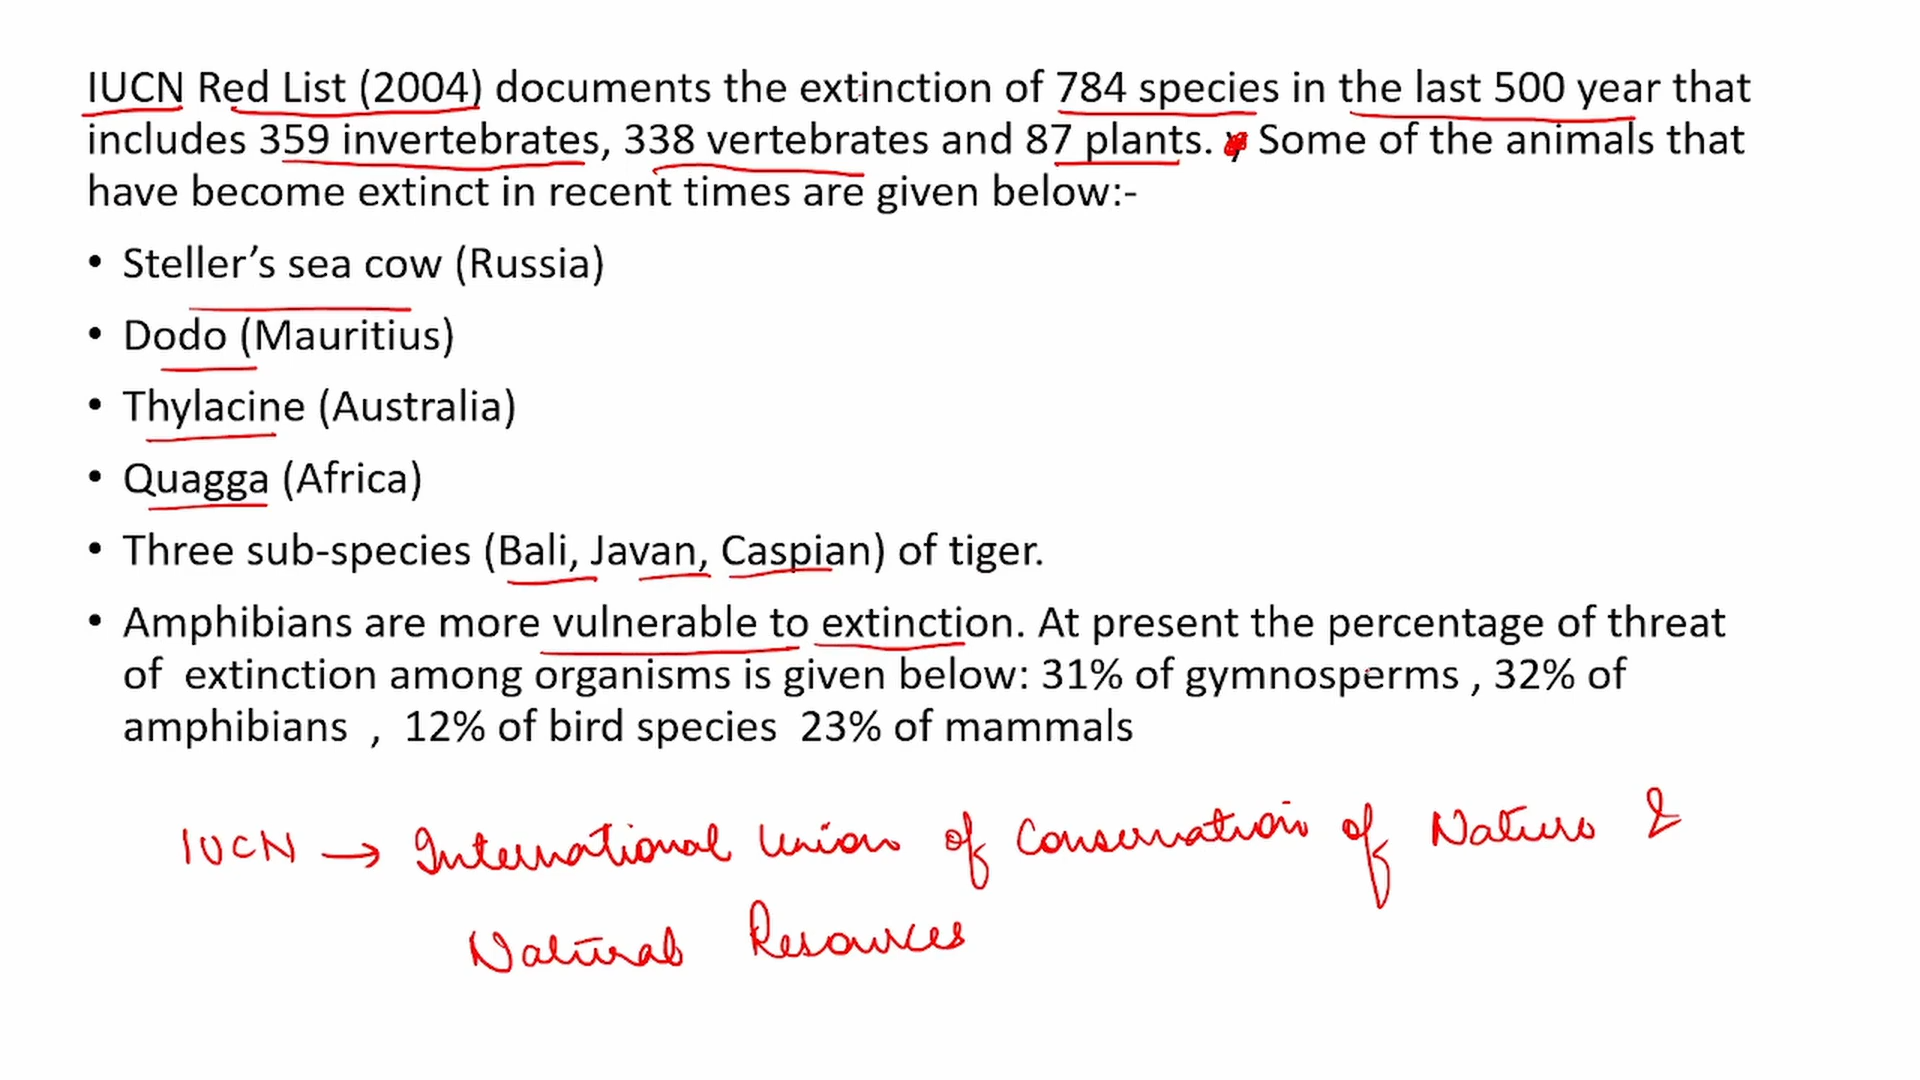 IUCN Red List (2004) documents the extinction of 784 species in the last 500 year that
includes 359 invertebrates, 338 vertebrates and 87 plants. Some of the animals that
have become extinct in recent times are given below:-
• Steller’s sea cow (Russia)
• Dodo (Mauritius)
• Thylacine (Australia)
• Quagga (Africa)
• Three sub-species (Bali, Javan, Caspian) of tiger.
• Amphibians are more vulnerable to extinction. At present the percentage of threat
of extinction among organisms is given below: 31% of gymnosperms , 32% of
amphibians , 12% of bird species 23% of mammals
IUCN → International Union of Conservation of Nature &
Natural Resources